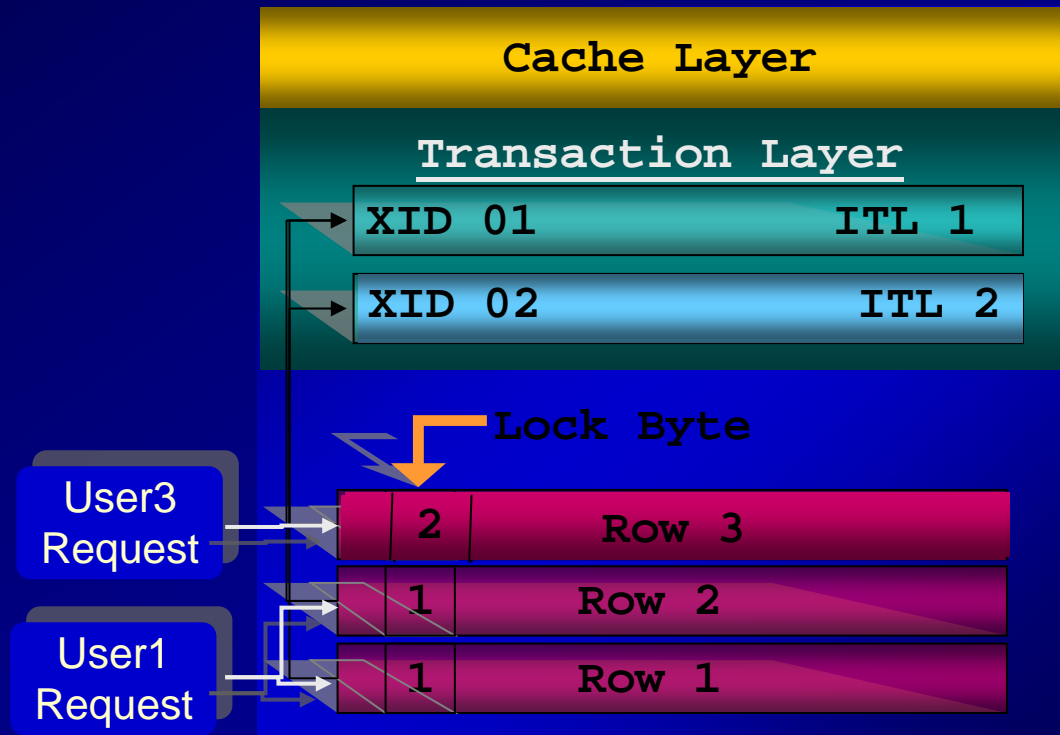 Cache Layer
Transaction Layer
XID 01 ITL 1
XID 02 ITL 2
Lock Byte
User3
Request
2 Row 3
1 Row 2
User1
Request
1 Row 1